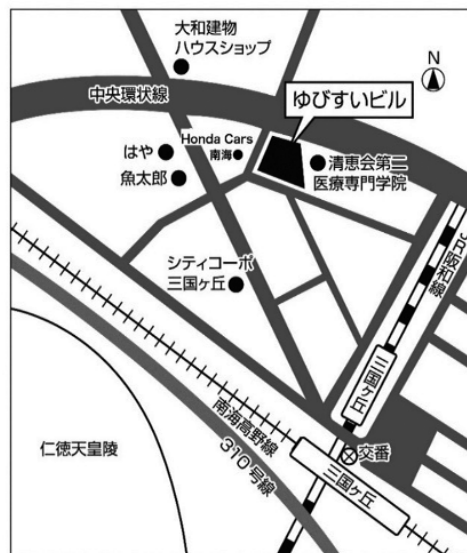 大和建物
ハウスショップ
N
中央環状線
ゆびすいビル
Honda Cars
南海
はや
魚太郎
清恵会第二
医療専門学院
シティコーポ
三国ヶ丘
JR阪和線
三国ヶ丘
南海高野線
310号線
交番
三国ヶ丘
仁徳天皇陵